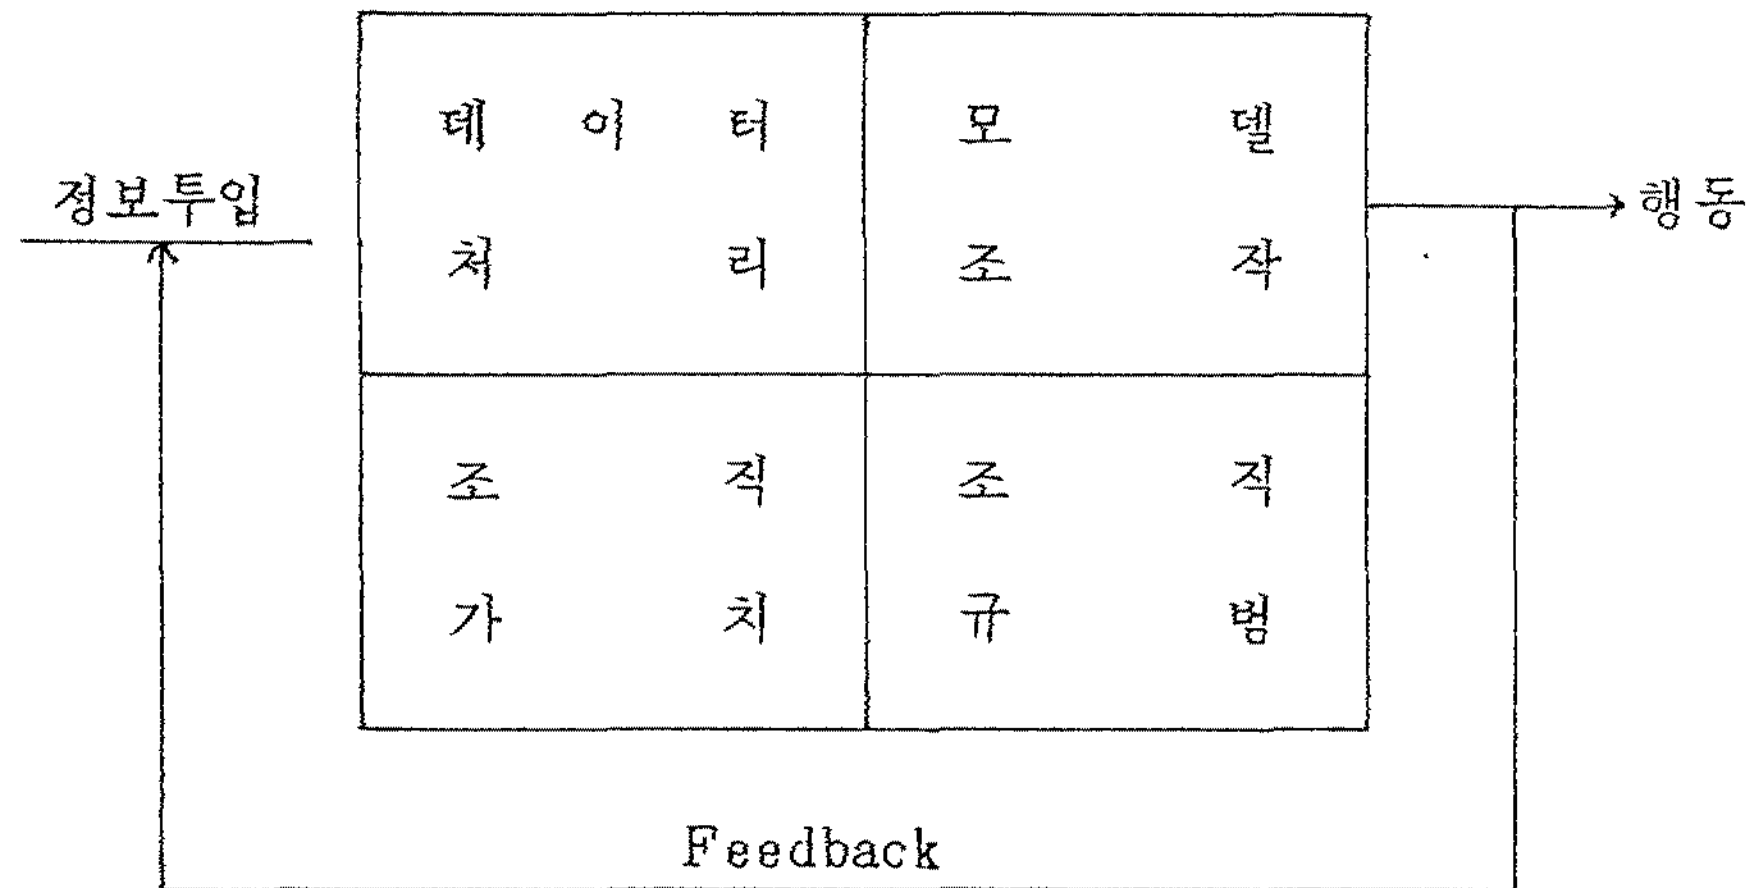 데 이 터 모 델
정보투입 행동
처 리 조 작
조 직 조 직
가 치 규 범
Feedback